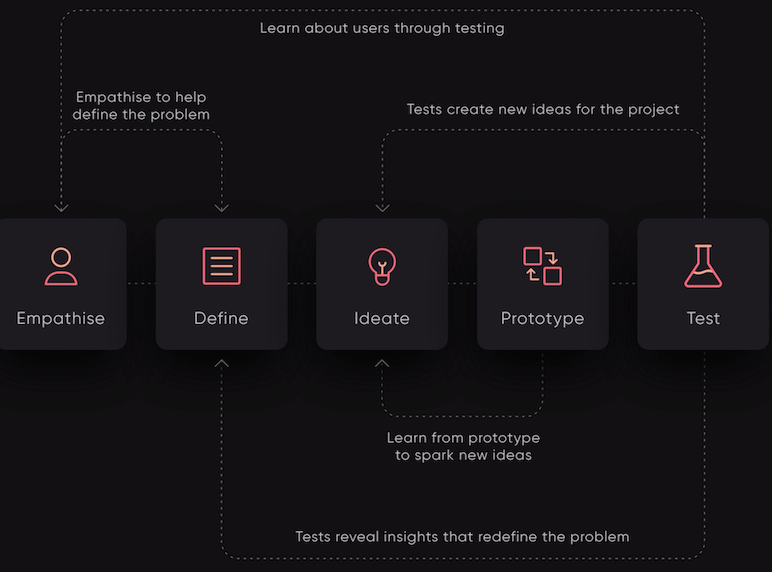 Learn about users through testing
Empathise to help
define the problem
Tests create new ideas for the project
Empathise
Define
Ideate
Prototype
Test
Learn from prototype
to spark new ideas
Tests reveal insights that redefine the problem